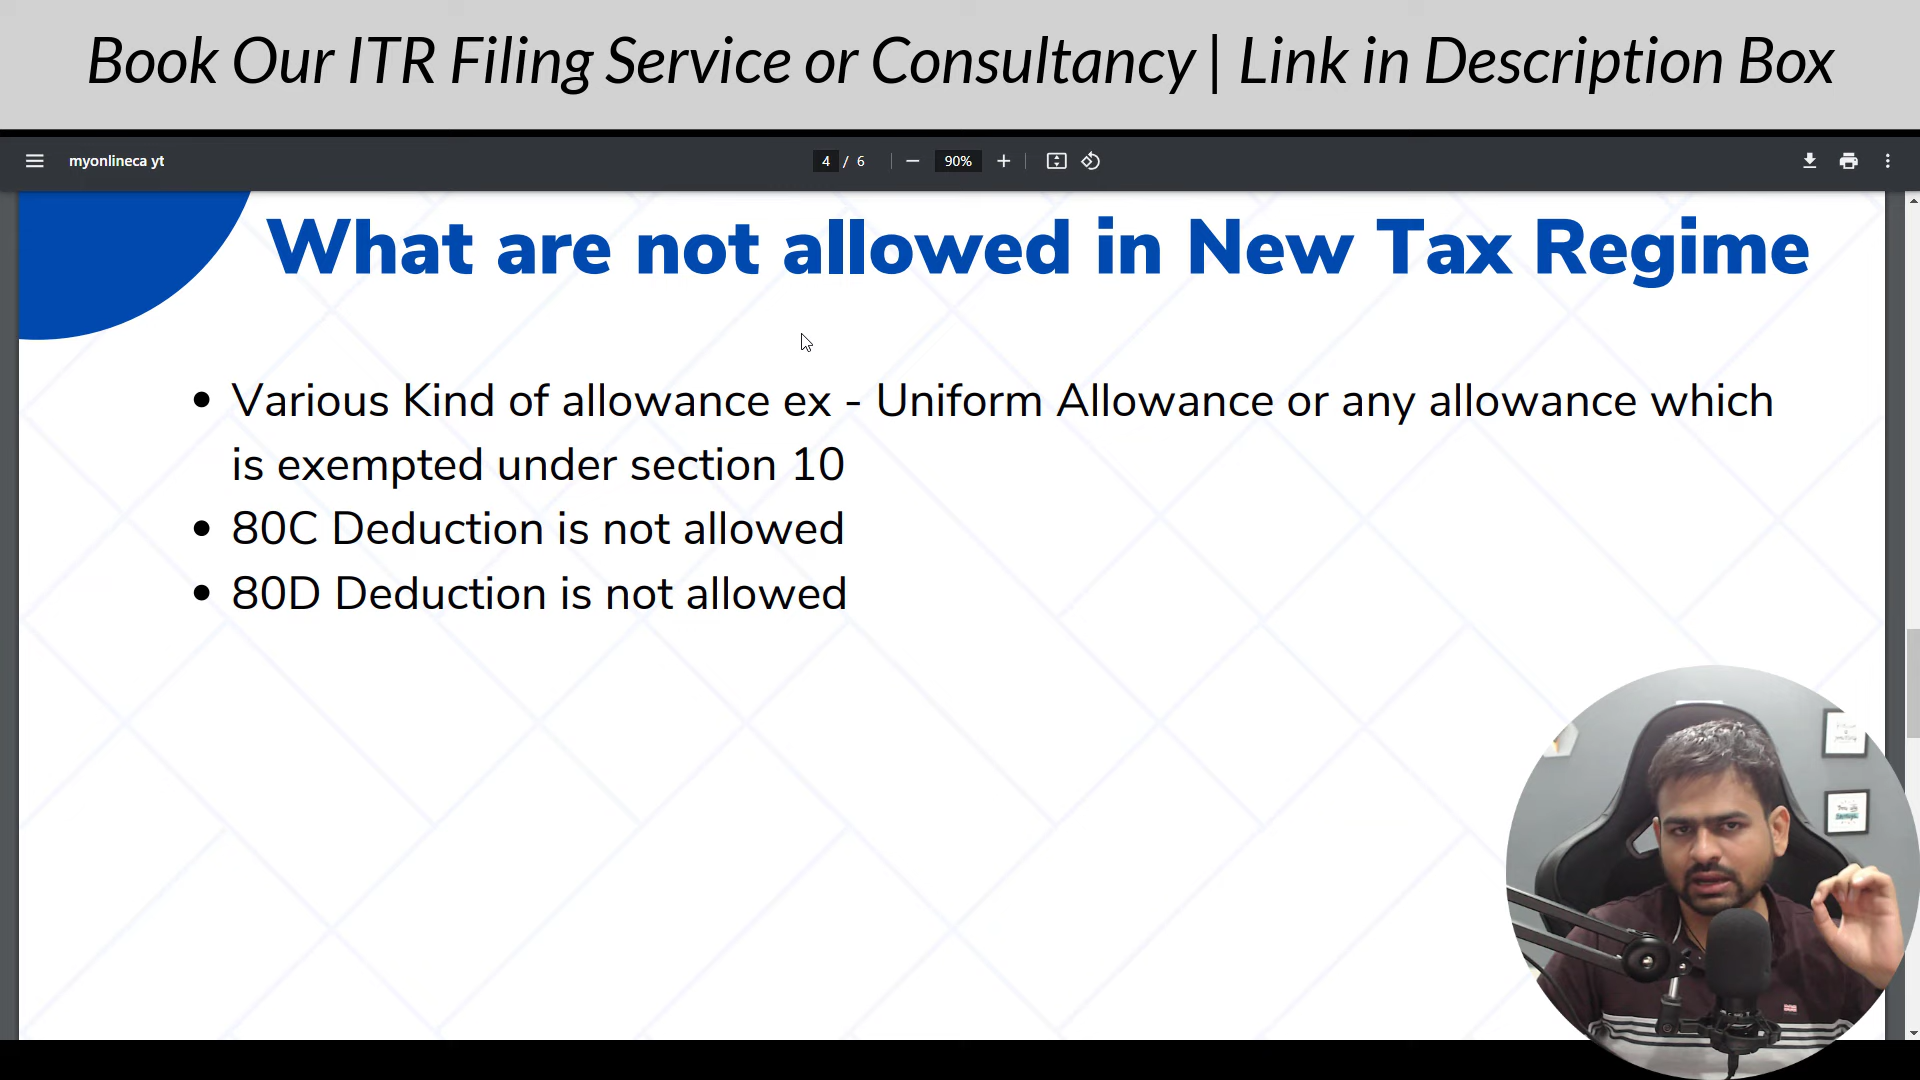 Book Our ITR Filing Service or Consultancy | Link in Description Box
myonlineca yt
4 / 6
90%
What are not allowed in New Tax Regime
Various Kind of allowance ex - Uniform Allowance or any allowance which
is exempted under section 10
80C Deduction is not allowed
80D Deduction is not allowed